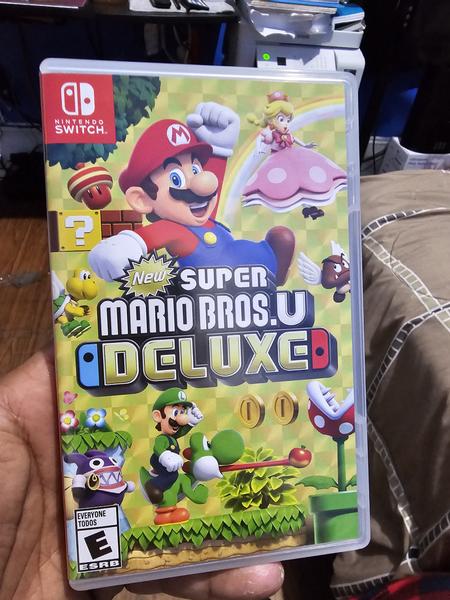 NINTENDO
SWITCH
M
?
New SUPER
MARIO BROS.U
DELUXE
EVERYONE
TODOS
E
ESRB